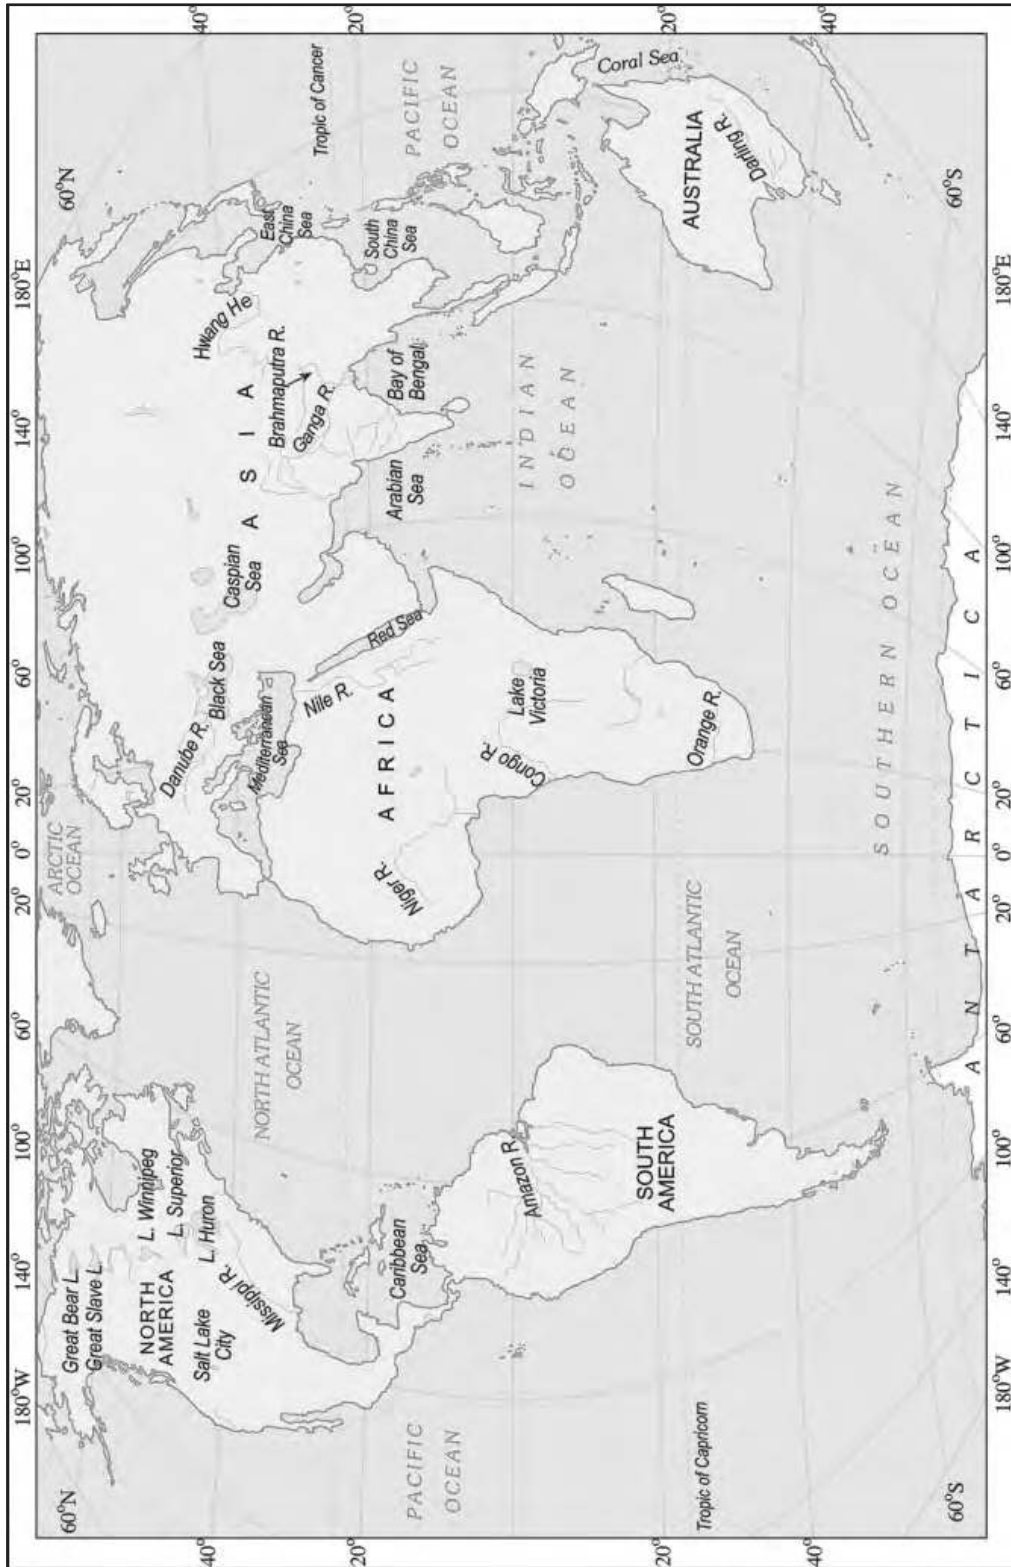 180°W 140° 100° 60° 20° 0° 20° 60° 100° 140° 180°E
60°N
60°N
ARCTIC
OCEAN
Great Bear L.
Great Slave L.
L. Winnipeg
NORTH
AMERICA
L. Superior
L. Huron
Salt Lake
City
Missippi R.
40°
40°
Danube R.
Black Sea
Caspian
Sea
Hwang He
ASIA
Brahmaputra R.
Ganga R.
East
China
Sea
Mediterranean
Sea
NORTH ATLANTIC
OCEAN
Tropic of Cancer
Nile R.
Red Sea
20°
20°
South
China
Sea
Arabian
Sea
Bay of
Bengal
PACIFIC
OCEAN
PACIFIC
OCEAN
Caribbean
Sea
AFRICA
Niger R.
Amazon R.
Congo R.
Lake
Victoria
INDIAN
OCEAN
Coral Sea
SOUTH
AMERICA
20°
20°
SOUTH ATLANTIC
OCEAN
Orange R.
AUSTRALIA
Darling R.
Tropic of Capricorn
40°
40°
SOUTHERN OCEAN
60°S
60°S
ANTARCTICA
180°W 140° 100° 60° 20° 0° 20° 60° 100° 140° 180°E